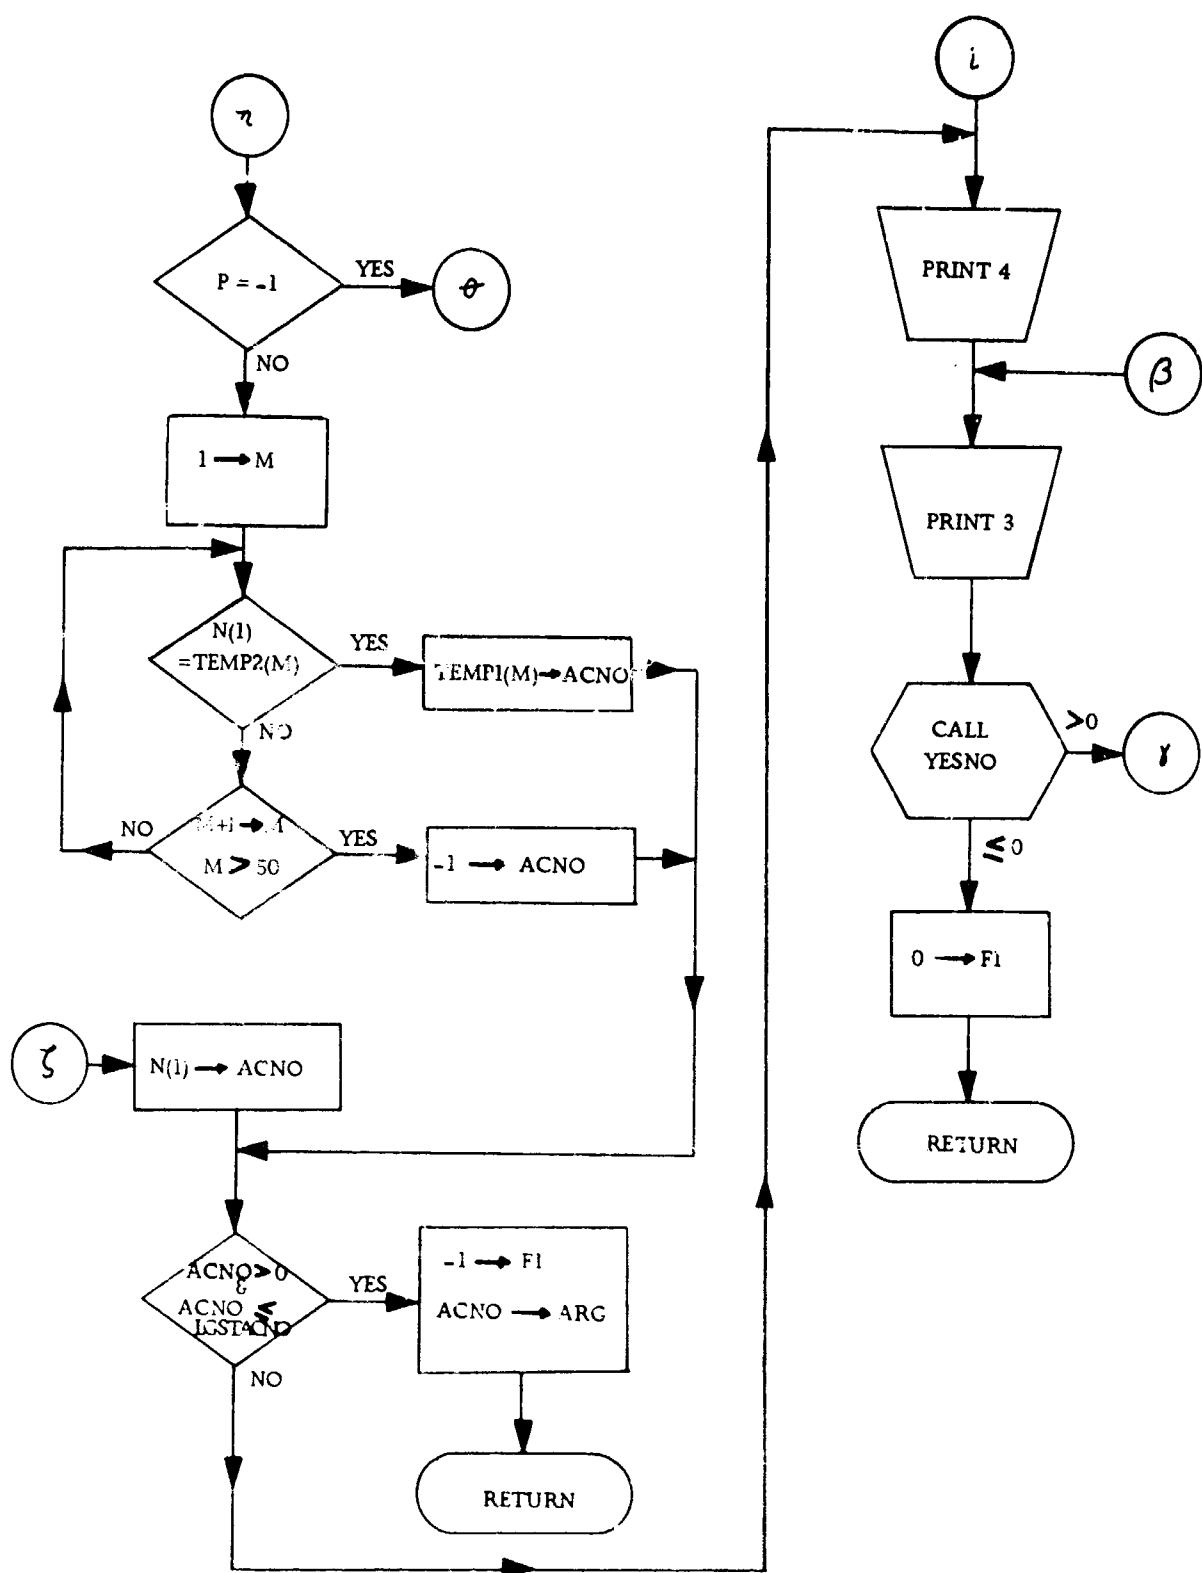 η
P = -1
YES
θ
NO
1 → M
N(1)
=TEMP2(M)
YES
TEMP1(M) → ACNO
NO
M+1 → M
M > 50
NO
YES
-1 → ACNO
ζ
N(1) → ACNO
ACNO > 0
&
ACNO ≤
LGSTACNO
YES
-1 → F1
ACNO → ARG
NO
RETURN
i
PRINT 4
β
PRINT 3
CALL
YESNO
>0
γ
≤ 0
0 → F1
RETURN